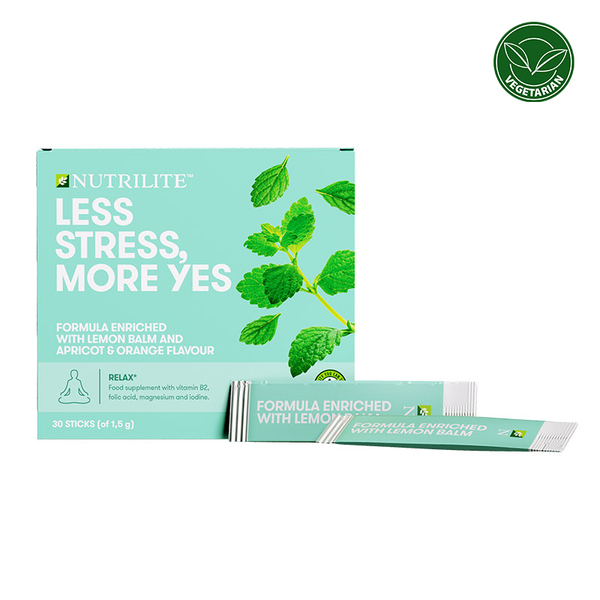 VEGETARIAN
NUTRILITE™
LESS
STRESS,
MORE YES
FORMULA ENRICHED
WITH LEMON BALM AND
APRICOT & ORANGE FLAVOUR
RELAX*
Food supplement with vitamin B2,
folic acid, magnesium and iodine.
30 STICKS (of 1,5 g)
FORMULA ENRICHED
WITH LEMON
FORMULA ENRICHED
WITH LEMON BALM